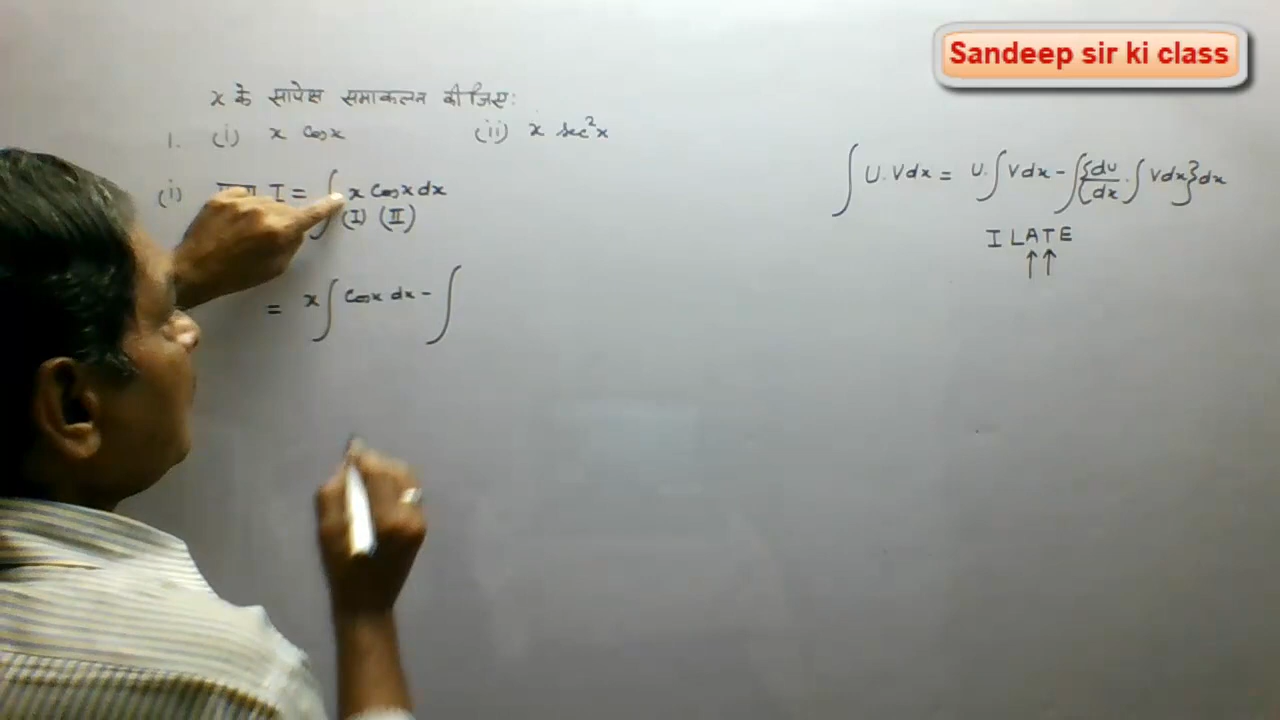 Sandeep sir ki class
x के सापेक्ष समाकलन कीजिए:
1. (i) x Cosx (ii) x sec²x
(i) I = ∫ x Cosx dx
(I) (II)
= x ∫ Cosx dx - ∫
∫ U.Vdx = U.∫ Vdx - ∫{du/dx . ∫ Vdx}dx
I L A T E
↑↑